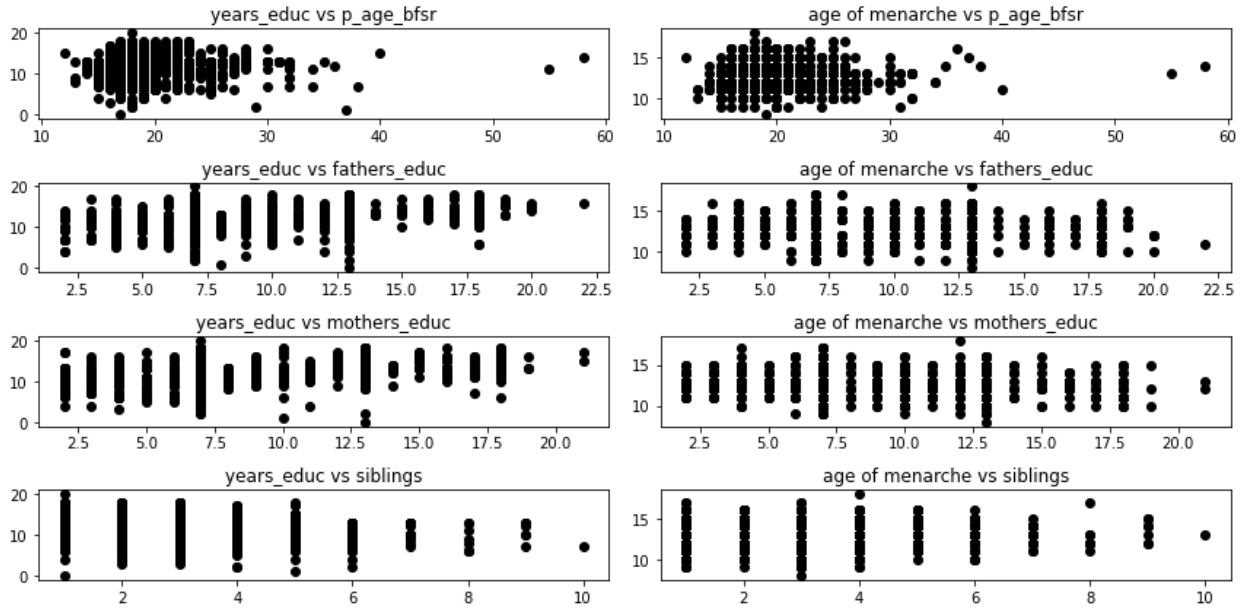 years_educ vs p_age_bfsr
20
10
0
10 20 30 40 50 60
age of menarche vs p_age_bfsr
15
10
10 20 30 40 50 60
years_educ vs fathers_educ
20
10
0
2.5 5.0 7.5 10.0 12.5 15.0 17.5 20.0 22.5
age of menarche vs fathers_educ
15
10
2.5 5.0 7.5 10.0 12.5 15.0 17.5 20.0 22.5
years_educ vs mothers_educ
20
10
0
2.5 5.0 7.5 10.0 12.5 15.0 17.5 20.0
age of menarche vs mothers_educ
15
10
2.5 5.0 7.5 10.0 12.5 15.0 17.5 20.0
years_educ vs siblings
20
10
0
2 4 6 8 10
age of menarche vs siblings
15
10
2 4 6 8 10